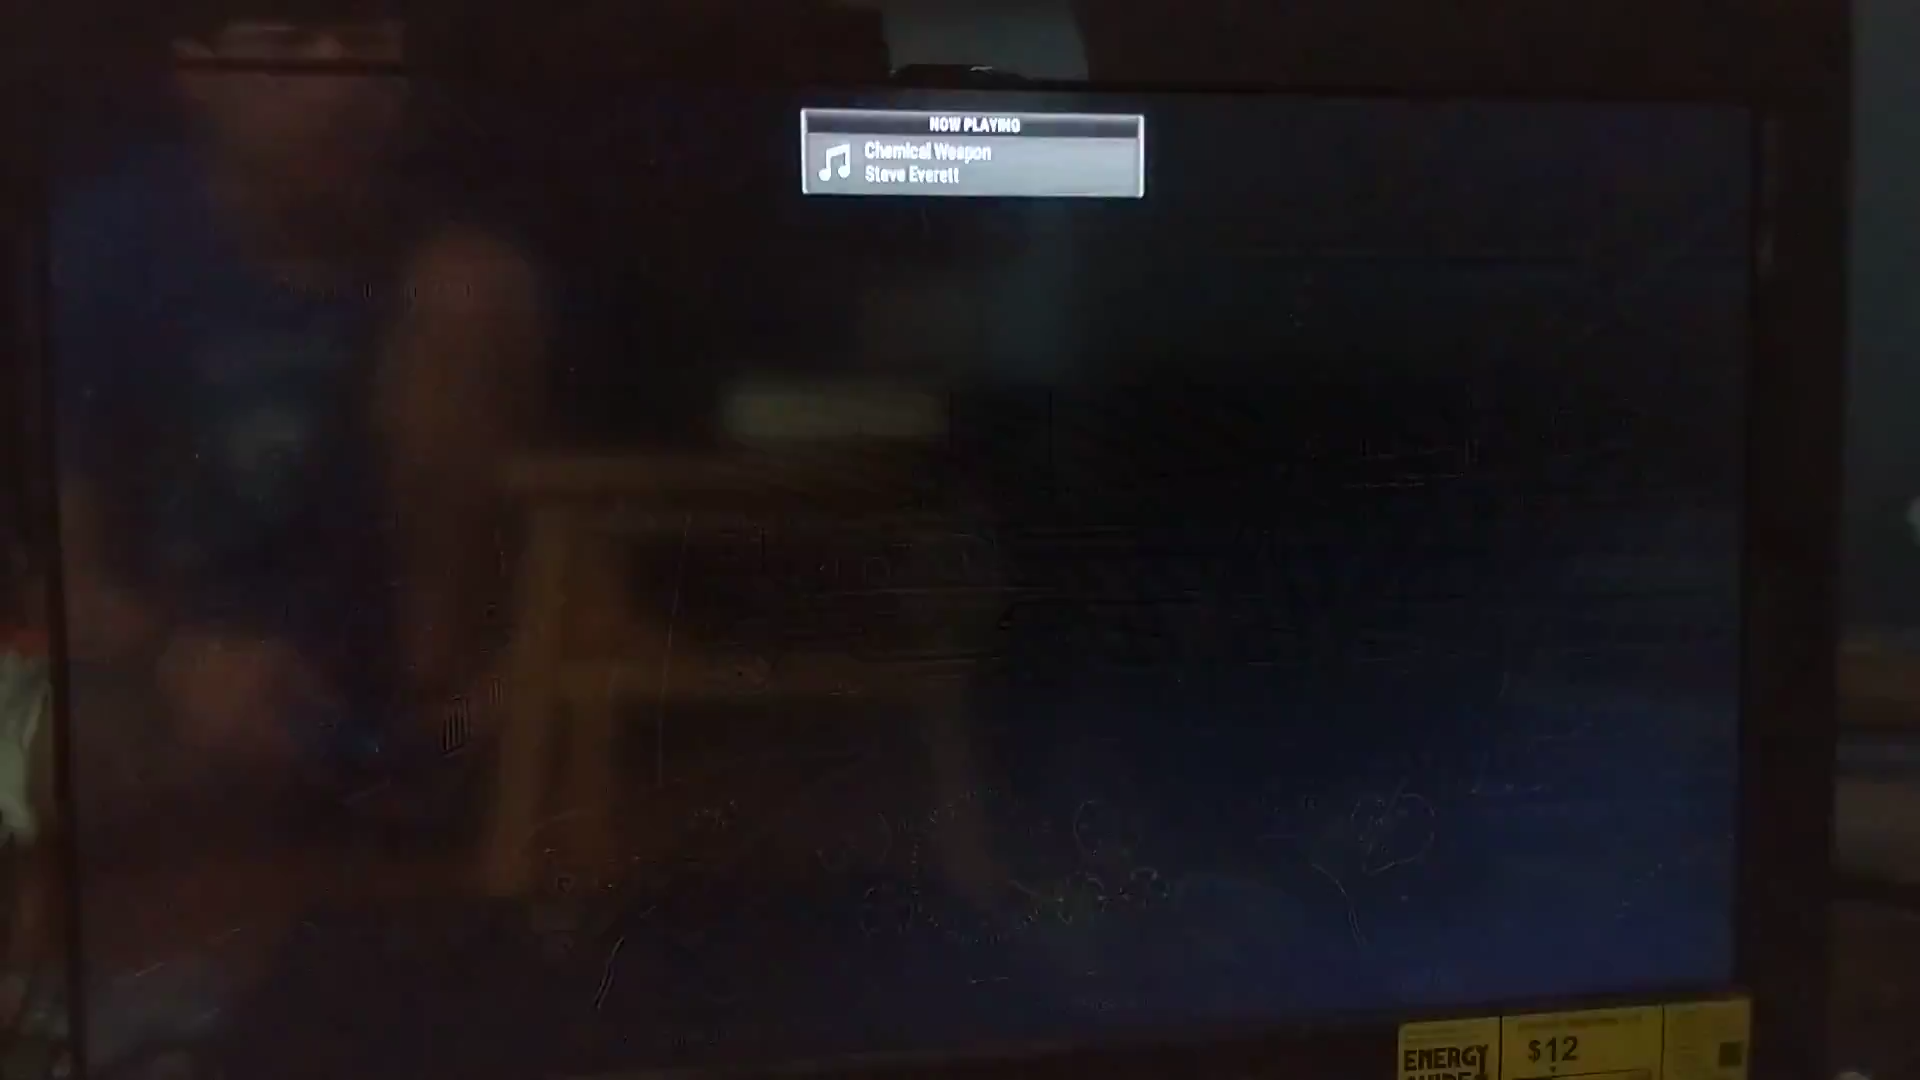 NOW PLAYING
Chemical Weapon
Steve Everett
ENERGY
$12